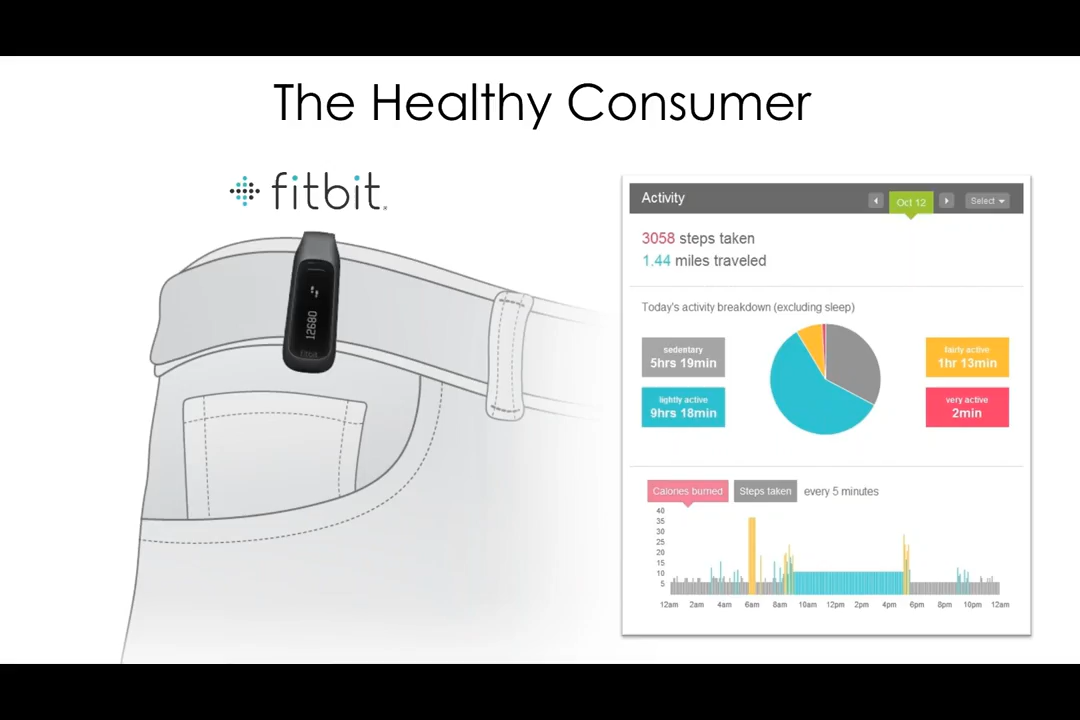 The Healthy Consumer
fitbit
12680
fitbit
Activity
Oct 12
Select
3058 steps taken
1.44 miles traveled
Today's activity breakdown (excluding sleep)
sedentary
5hrs 19min
lightly active
9hrs 18min
fairly active
1hr 13min
very active
2min
Calories burned
Steps taken
every 5 minutes
40
35
30
25
20
15
10
5
12am 2am 4am 6am 8am 10am 12pm 2pm 4pm 6pm 8pm 10pm 12am